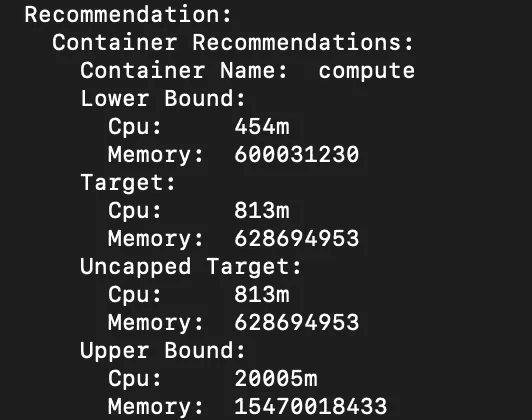 Recommendation:
Container Recommendations:
Container Name: compute
Lower Bound:
Cpu: 454m
Memory: 600031230
Target:
Cpu: 813m
Memory: 628694953
Uncapped Target:
Cpu: 813m
Memory: 628694953
Upper Bound:
Cpu: 20005m
Memory: 15470018433